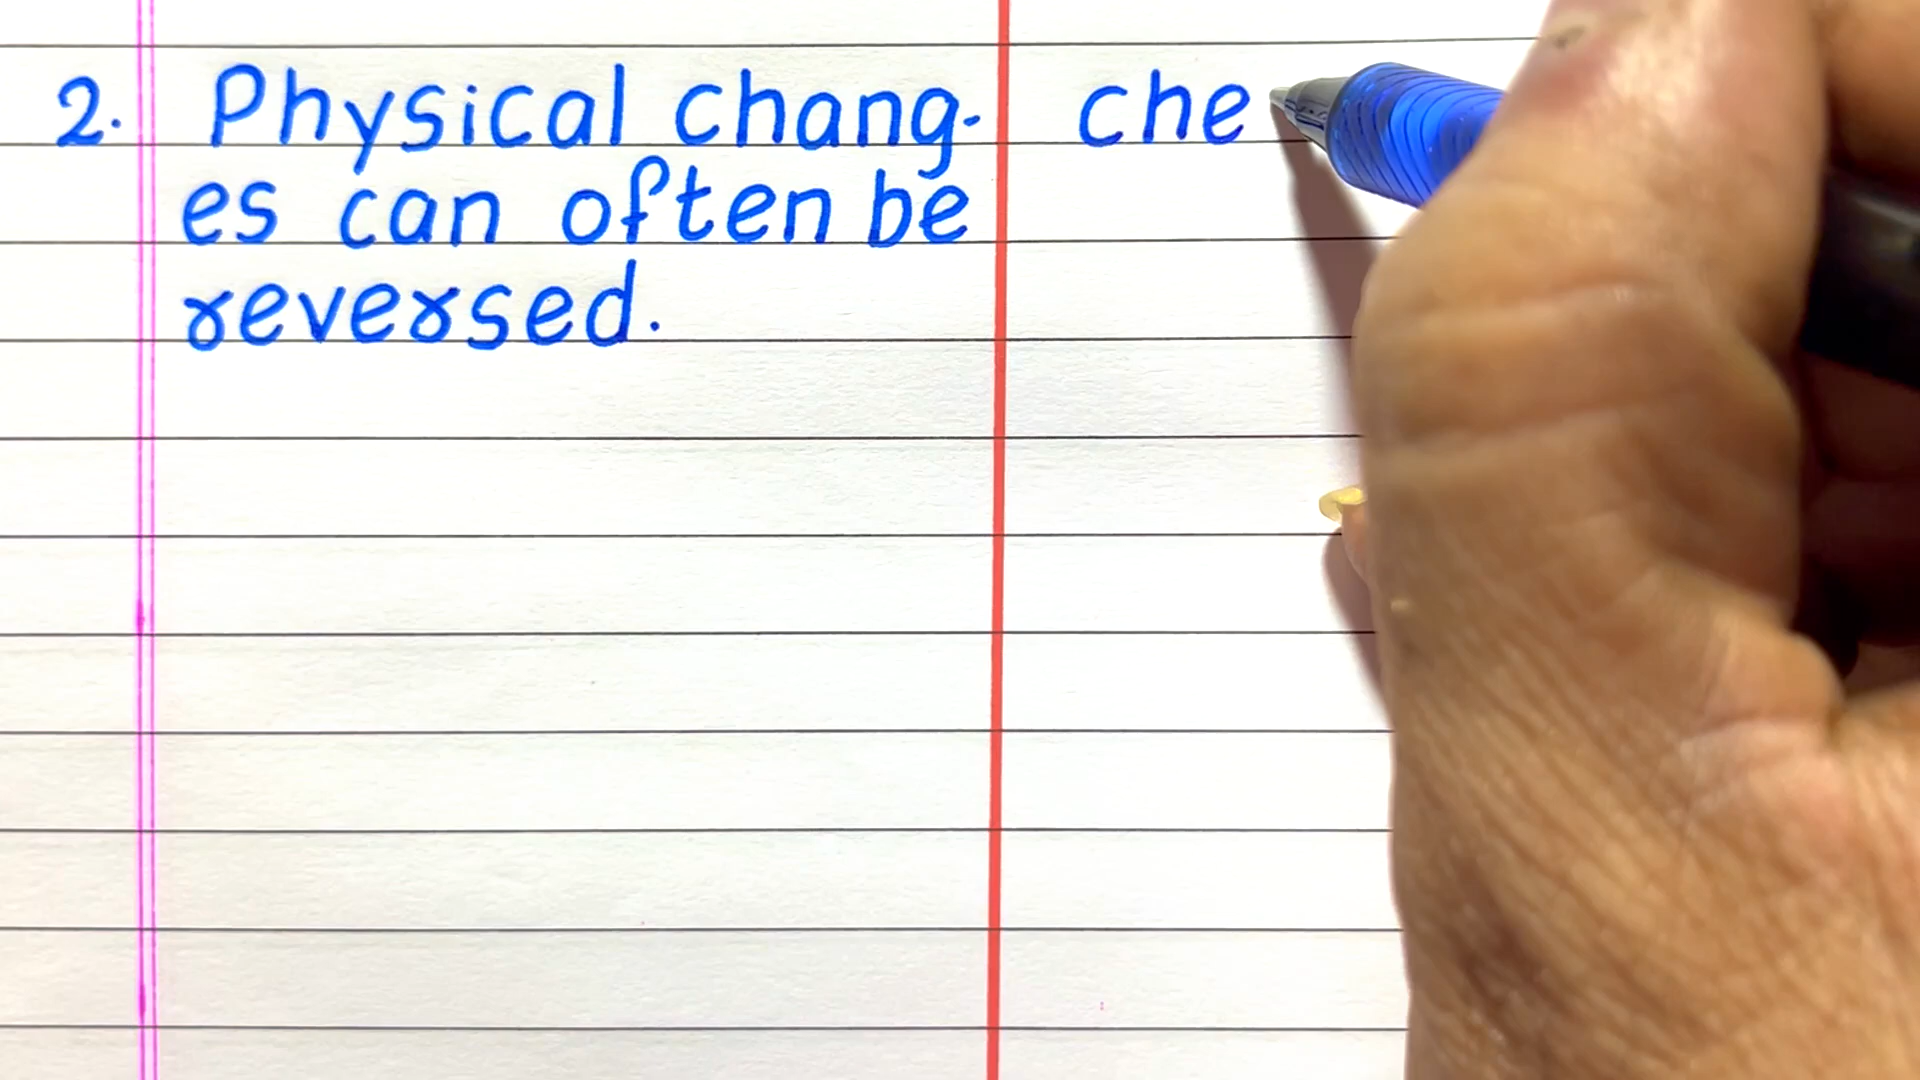 2. Physical chang- che
es can often be
reversed.